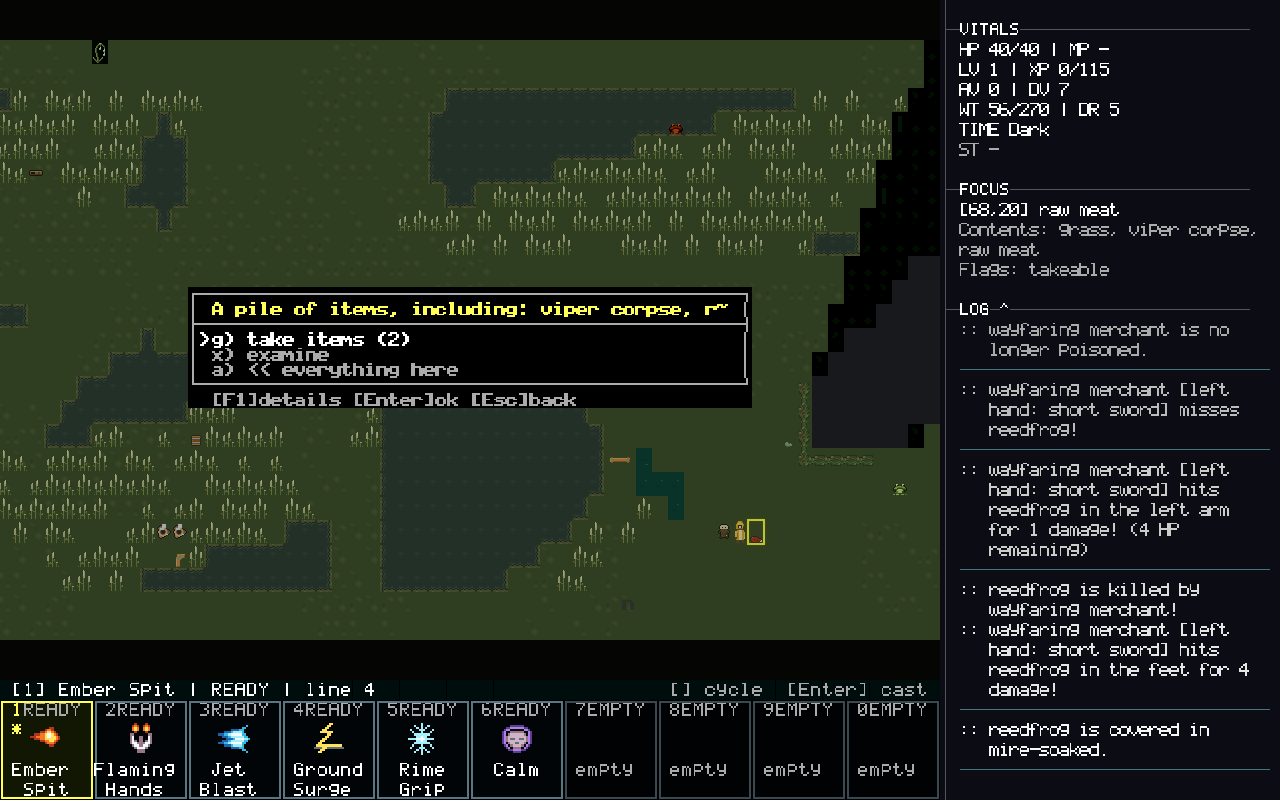 VITALS
HP 40/40 | MP -
LV 1 | XP 0/115
AV 0 | DV 7
WT 56/270 | DR 5
TIME Dark
ST -
FOCUS
[68,20] raw meat
Contents: grass, viper corpse,
raw meat
Flags: takeable
LOG ^
:: wayfaring merchant is no
longer Poisoned.
:: wayfaring merchant [left
hand: short sword] misses
reedfrog!
:: wayfaring merchant [left
hand: short sword] hits
reedfrog in the left arm
for 1 damage! (4 HP
remaining)
:: reedfrog is killed by
wayfaring merchant!
:: wayfaring merchant [left
hand: short sword] hits
reedfrog in the feet for 4
damage!
:: reedfrog is covered in
mire-soaked.
A pile of items, including: viper corpse, r~
>g) take items (2)
x) examine
a) << everything here
[F1]details [Enter]ok [Esc]back
[1] Ember Spit | READY | line 4
[] cycle [Enter] cast
1READY 2READY 3READY 4READY 5READY 6READY 7EMPTY 8EMPTY 9EMPTY 0EMPTY
*
Ember Flaming Jet Ground Rime Calm empty empty empty empty
Spit Hands Blast Surge Grip